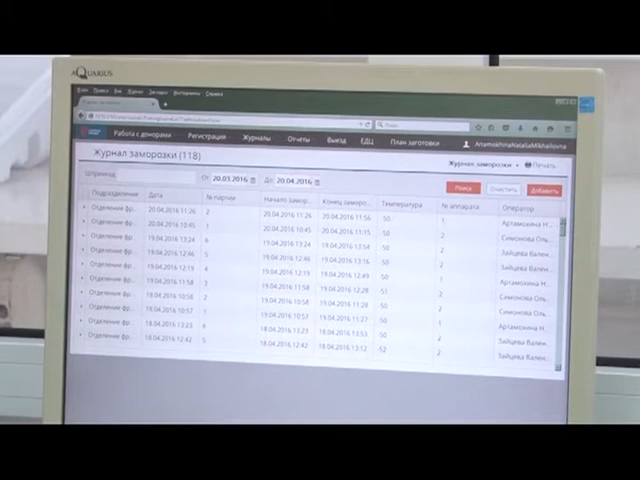 AQUARIUS
Работа с донорами Регистрация Журналы Отчеты Выезд ЕДЦ План заготовки ArtamokhinaNataliaMikhailovna
Журнал заморозки (118) Журнал заморозки Печать
Штрихкод От 20.03.2016 До 20.04.2016 Поиск Очистить Добавить
Подразделение Дата № партии Начало замор... Конец заморо... Температура № аппарата Оператор
Отделение фр... 20.04.2016 11:26 2 20.04.2016 11:26 20.04.2016 11:56 -50 1 Артамохина Н...
Отделение фр... 20.04.2016 10:45 1 20.04.2016 10:45 20.04.2016 11:15 -50 2 Симонова Оль...
Отделение фр... 19.04.2016 13:24 6 19.04.2016 13:24 19.04.2016 13:54 -50 2 Зайцева Вален...
Отделение фр... 19.04.2016 12:46 5 19.04.2016 12:46 19.04.2016 13:16 -50 2 Зайцева Вален...
Отделение фр... 19.04.2016 12:19 4 19.04.2016 12:19 19.04.2016 12:49 -50 1 Артамохина Н...
Отделение фр... 19.04.2016 11:58 3 19.04.2016 11:58 19.04.2016 12:28 -51 2 Симонова Оль...
Отделение фр... 19.04.2016 10:58 2 19.04.2016 10:58 19.04.2016 11:28 -50 2 Зайцева Вален...
Отделение фр... 19.04.2016 10:57 1 19.04.2016 10:57 19.04.2016 11:27 -50 1 Артамохина Н...
Отделение фр... 18.04.2016 13:23 18.04.2016 13:23 18.04.2016 13:53 -50 2 Симонова Оль...
Отделение фр... 18.04.2016 12:42 5 18.04.2016 12:42 18.04.2016 13:12 -52 2 Зайцева Вален...